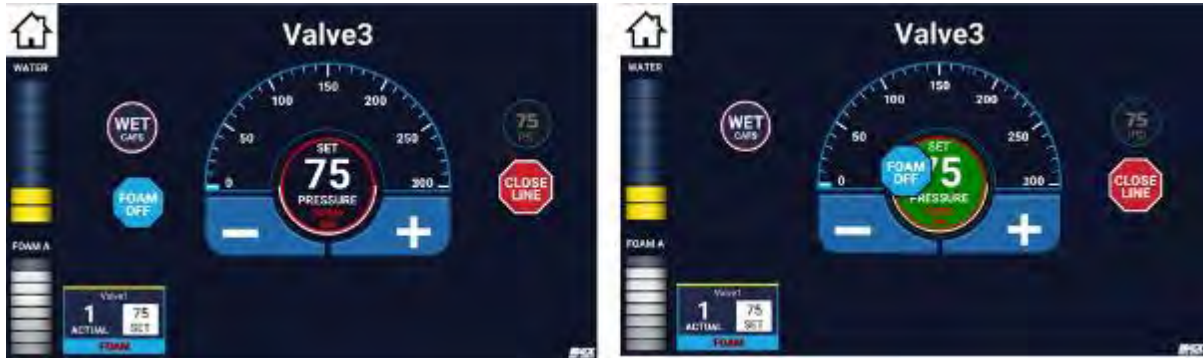 Valve3
WATER
WET
CAFS
FOAM
OFF
0
50
100
150
200
250
300
SET
75
PRESSURE
75
PSI
CLOSE
LINE
FOAM A
Valve1
1
ACTUAL
75
SET
FOAM
Valve3
WATER
WET
CAFS
0
50
100
150
200
250
300
SET
FOAM
OFF
75
PRESSURE
75
PSI
CLOSE
LINE
FOAM A
Valve1
1
ACTUAL
75
SET
FOAM